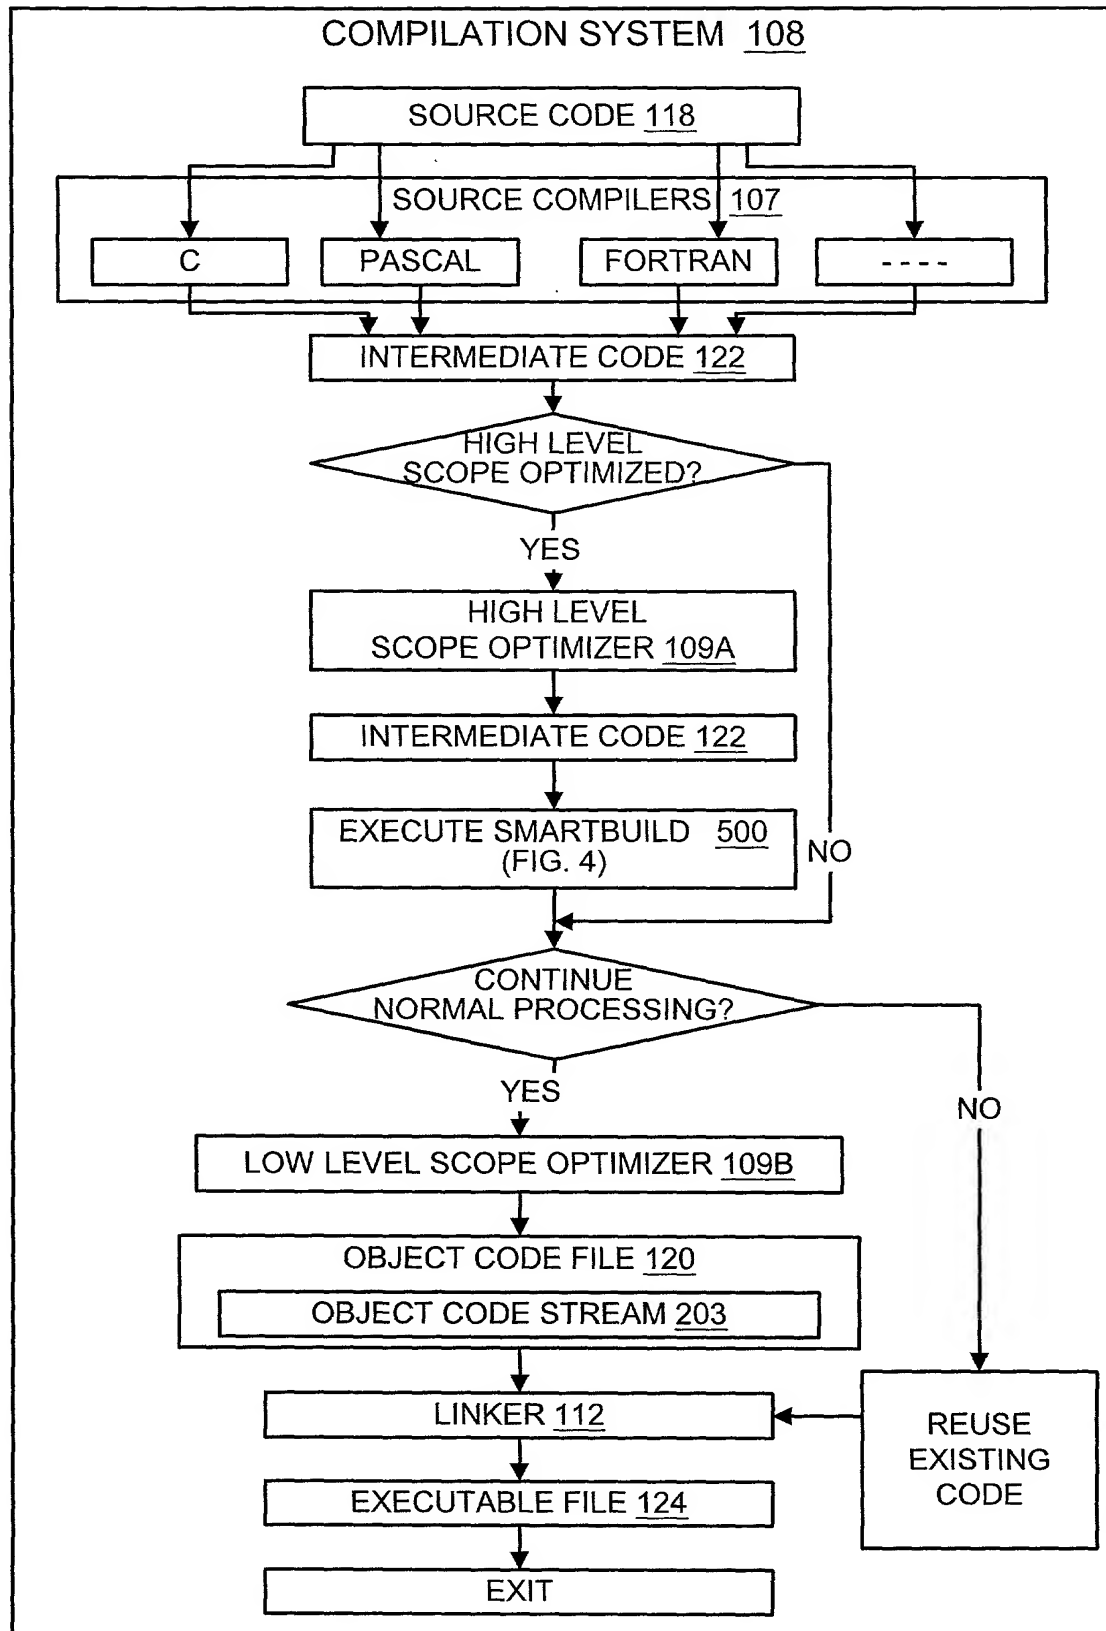 COMPILATION SYSTEM 108
SOURCE CODE 118
SOURCE COMPILERS 107
C
PASCAL
FORTRAN
----
INTERMEDIATE CODE 122
HIGH LEVEL
SCOPE OPTIMIZED?
YES
HIGH LEVEL
SCOPE OPTIMIZER 109A
INTERMEDIATE CODE 122
EXECUTE SMARTBUILD 500
(FIG. 4)
NO
CONTINUE
NORMAL PROCESSING?
YES
NO
LOW LEVEL SCOPE OPTIMIZER 109B
OBJECT CODE FILE 120
OBJECT CODE STREAM 203
LINKER 112
REUSE
EXISTING
CODE
EXECUTABLE FILE 124
EXIT